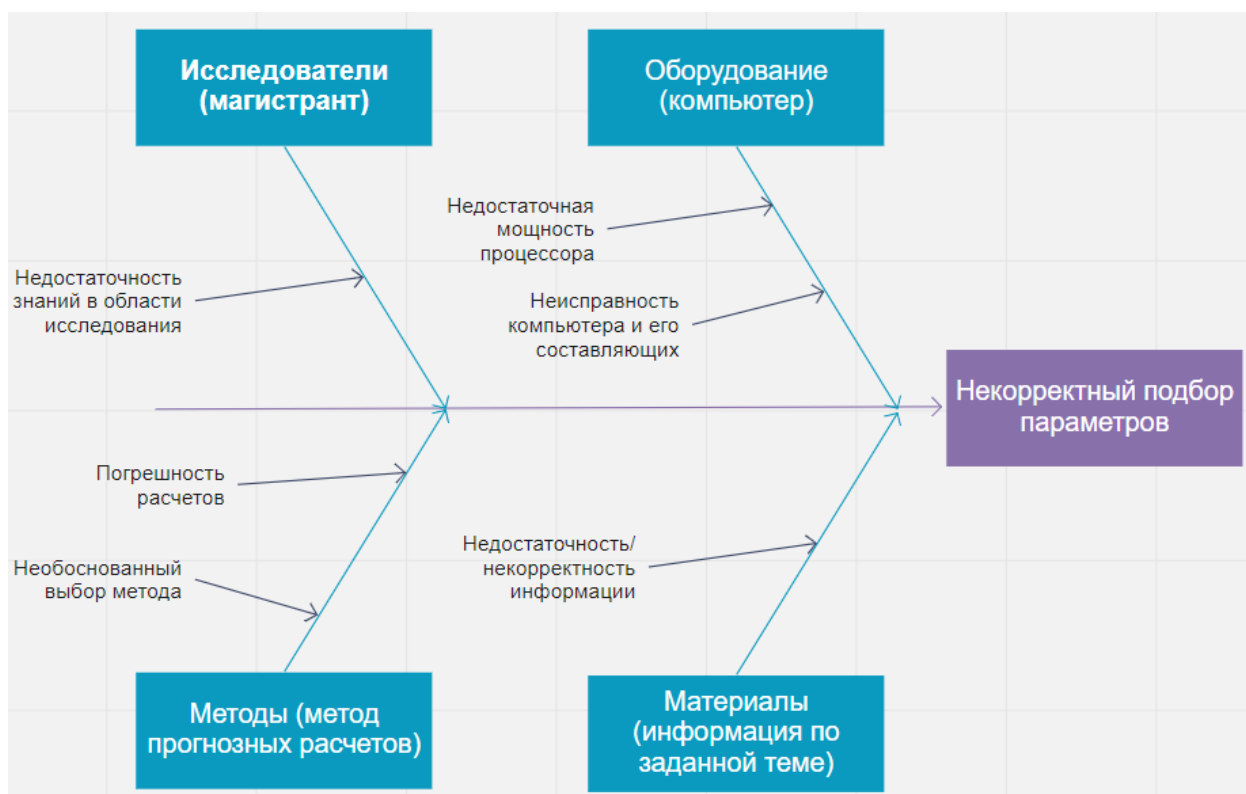 Исследователи
(магистрант)
Оборудование
(компьютер)
Недостаточная
мощность
процессора
Недостаточность
знаний в области
исследования
Неисправность
компьютера и его
составляющих
Некорректный подбор
параметров
Погрешность
расчетов
Необоснованный
выбор метода
Недостаточность/
некорректность
информации
Методы (метод
прогнозных расчетов)
Материалы
(информация по
заданной теме)